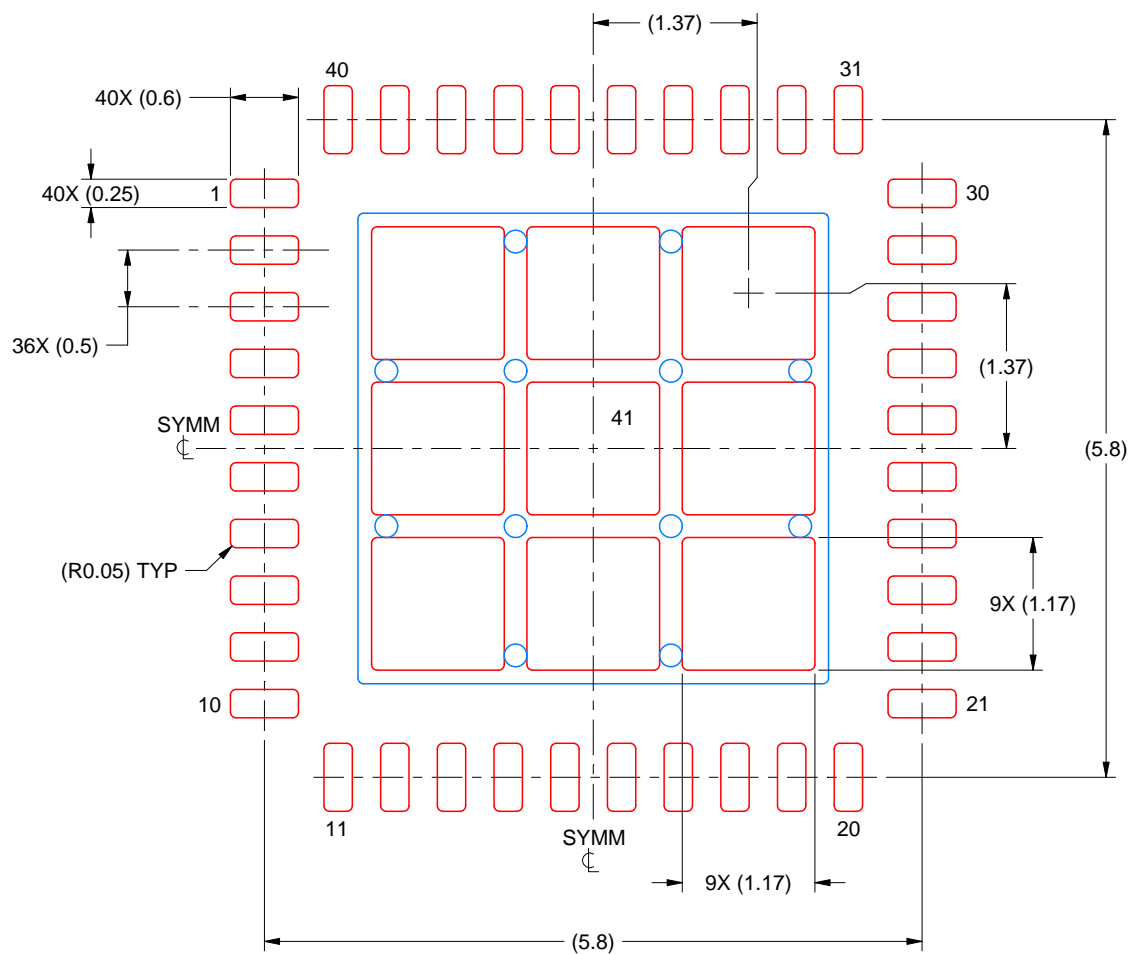 (1.37)
40
31
40X (0.6)
40X (0.25)
1
30
36X (0.5)
(1.37)
41
SYMM
℄
(5.8)
(R0.05) TYP
9X (1.17)
10
21
11
20
SYMM
℄
9X (1.17)
(5.8)